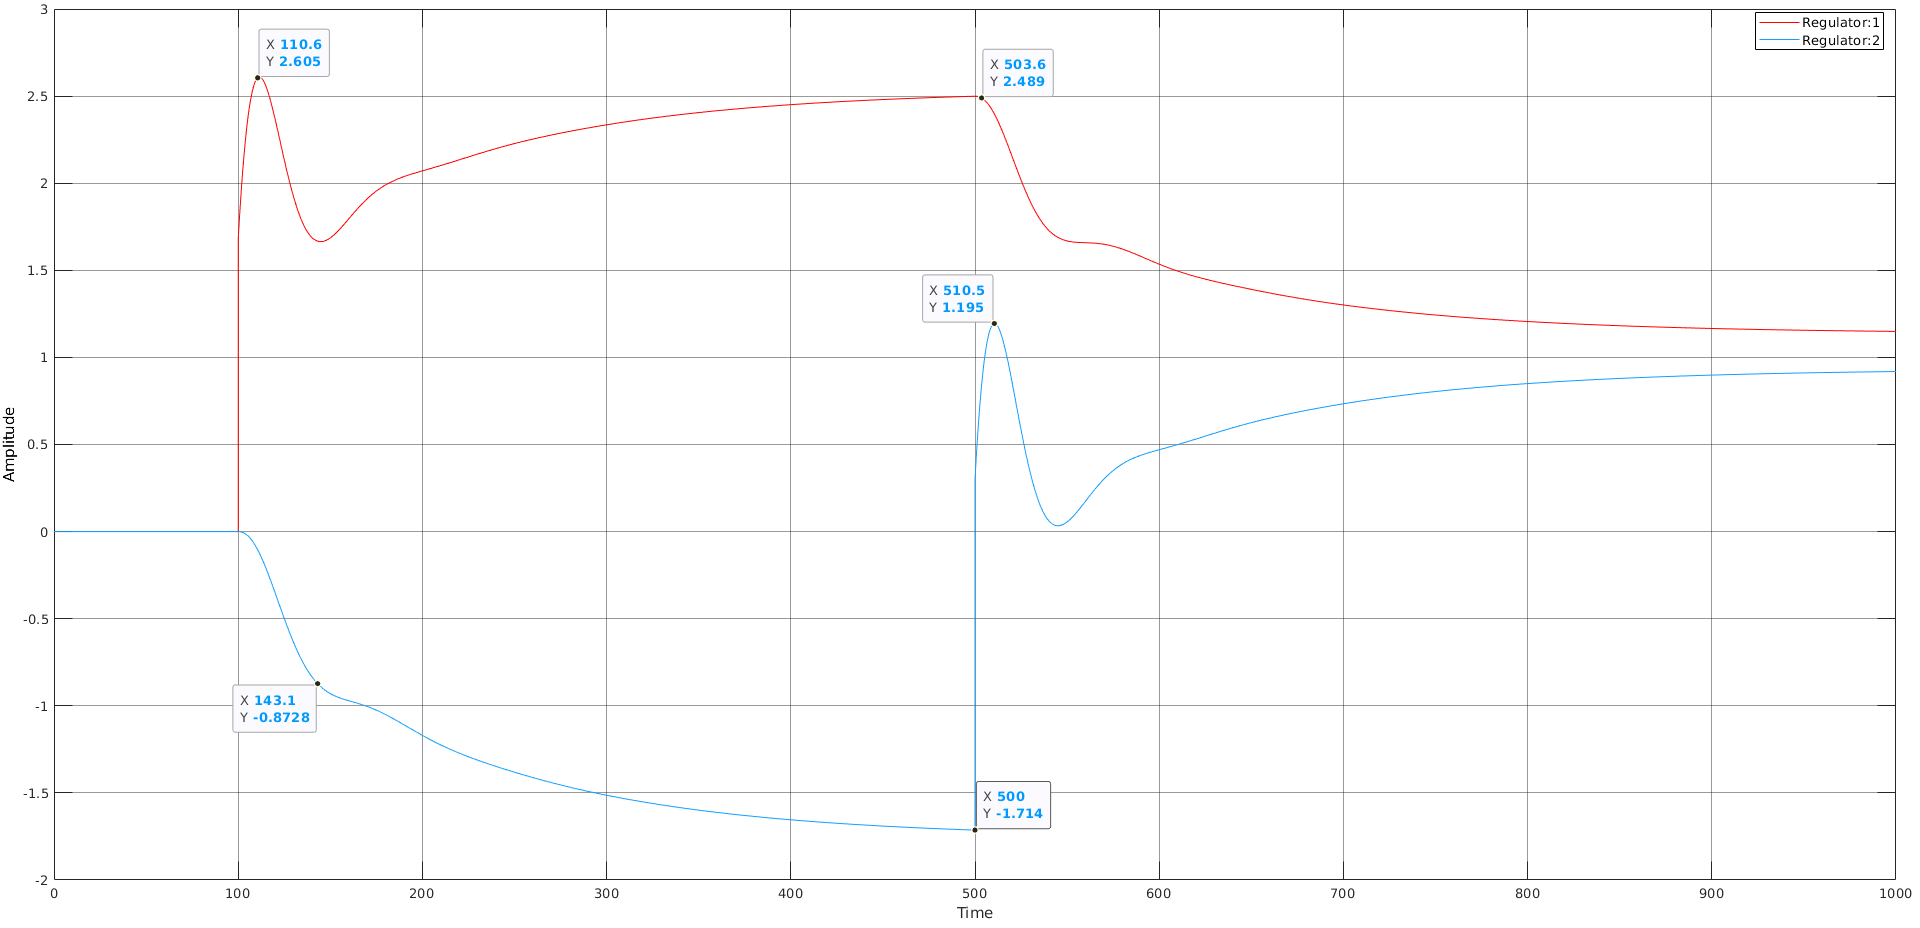 3
2.5
2
1.5
1
0.5
0
-0.5
-1
-1.5
-2
Amplitude
X 110.6
Y 2.605
X 503.6
Y 2.489
Regulator:1
Regulator:2
X 510.5
Y 1.195
X 143.1
Y -0.8728
X 500
Y -1.714
0 100 200 300 400 500 600 700 800 900 1000
Time